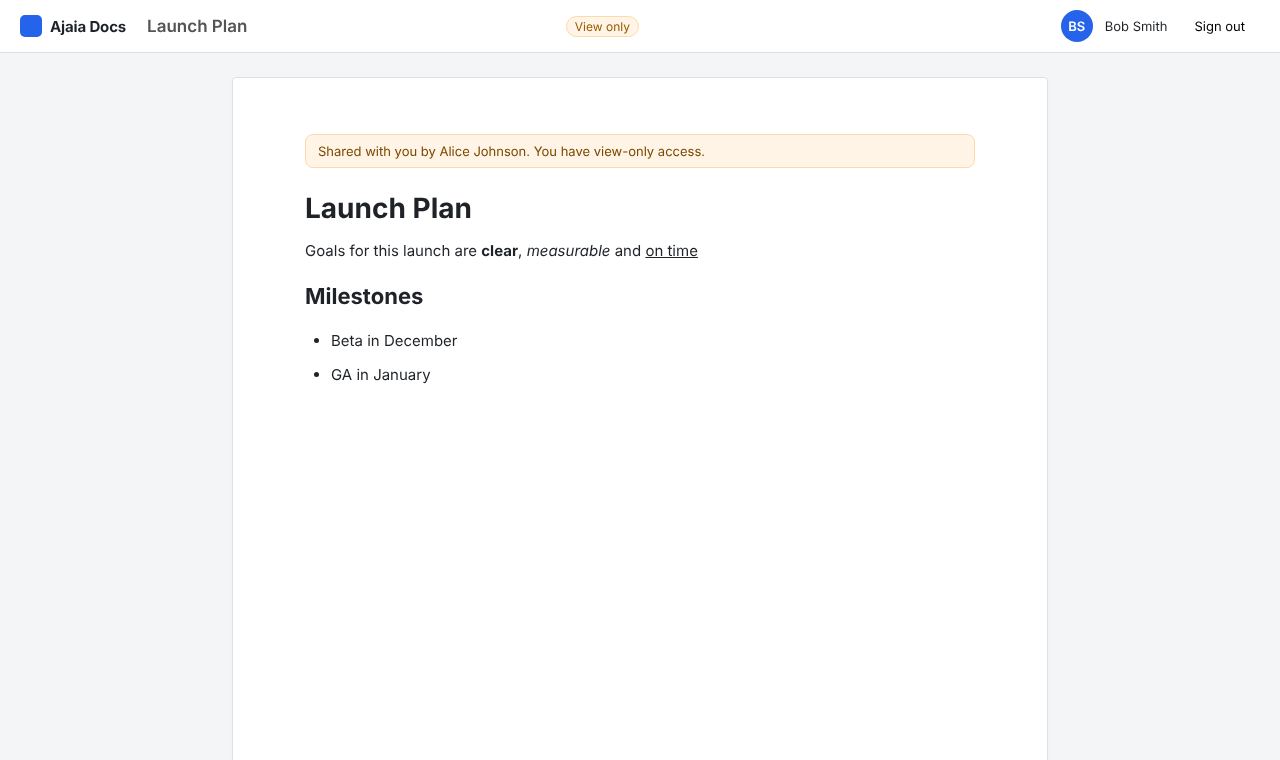 Ajaia Docs Launch Plan View only BS Bob Smith Sign out
Shared with you by Alice Johnson. You have view-only access.
Launch Plan
Goals for this launch are clear, measurable and on time
Milestones
• Beta in December
• GA in January